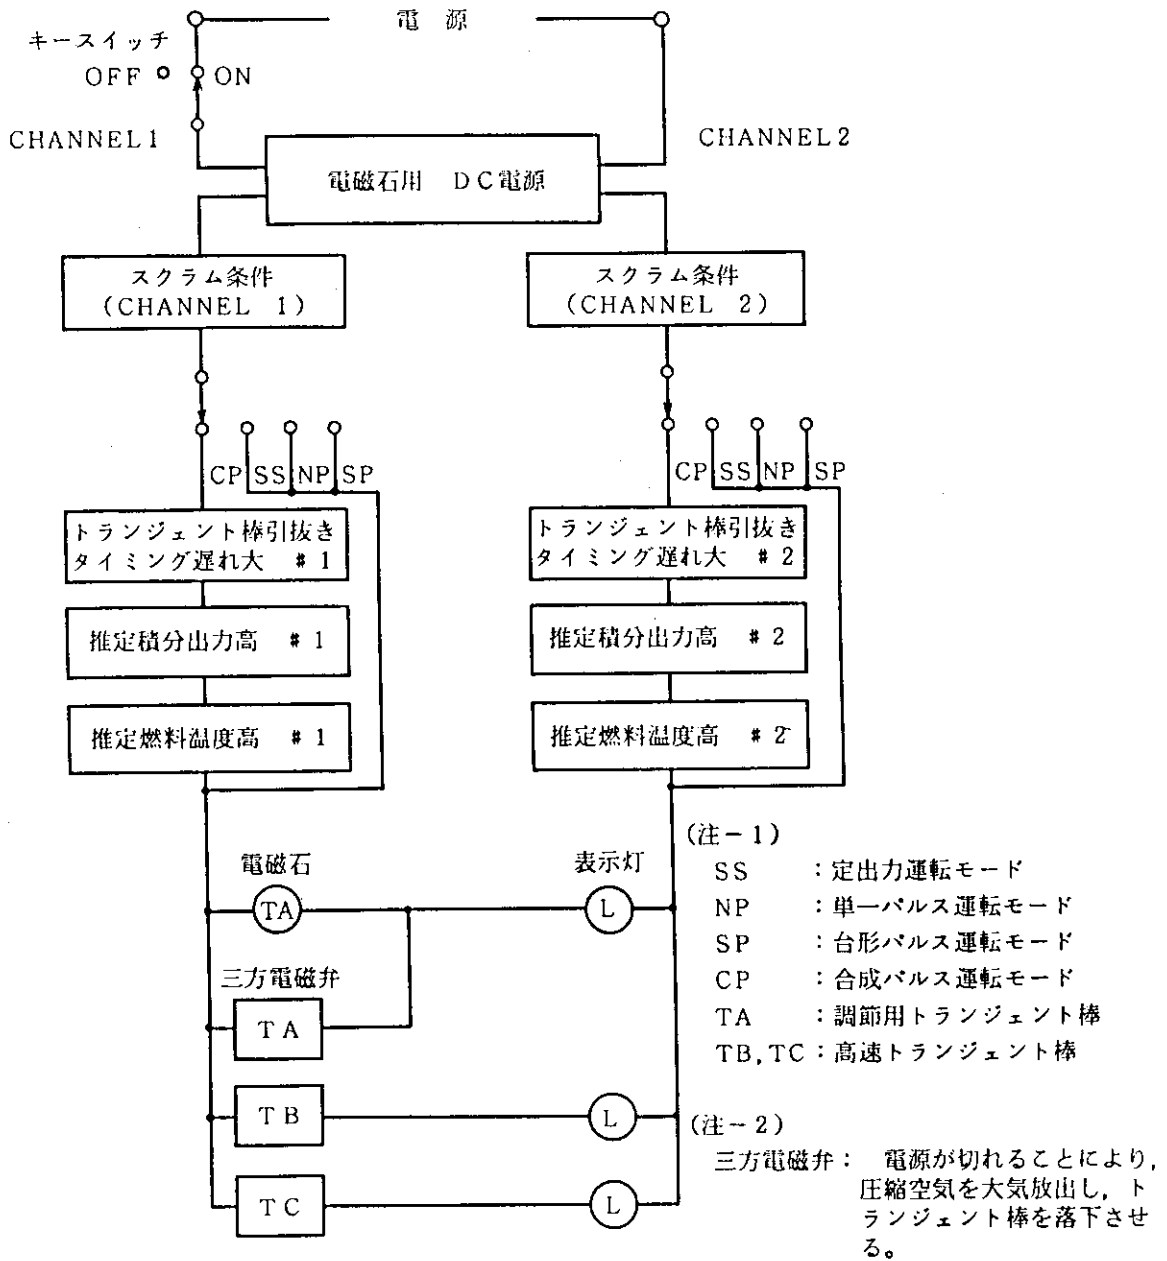 電 源
キースイッチ
OFF ON
CHANNEL1
CHANNEL2
電磁石用 DC電源
スクラム条件
(CHANNEL 1)
スクラム条件
(CHANNEL 2)
CP SS NP SP
CP SS NP SP
トランジェント棒引抜き
タイミング遅れ大 #1
トランジェント棒引抜き
タイミング遅れ大 #2
推定積分出力高 #1
推定積分出力高 #2
推定燃料温度高 #1
推定燃料温度高 #2
電磁石
TA
表示灯
L
三方電磁弁
TA
TB
L
TC
L
(注-1)
SS :定出力運転モード
NP :単一パルス運転モード
SP :台形パルス運転モード
CP :合成パルス運転モード
TA :調節用トランジェント棒
TB,TC:高速トランジェント棒
(注-2)
三方電磁弁: 電源が切れることにより,
圧縮空気を大気放出し,ト
ランジェント棒を落下させ
る。